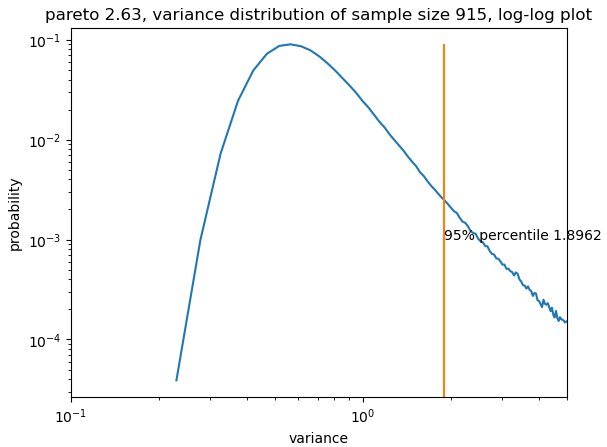 pareto 2.63, variance distribution of sample size 915, log-log plot
probability
10⁻¹
10⁻²
10⁻³
10⁻⁴
95% percentile 1.8962
10⁻¹
10⁰
variance